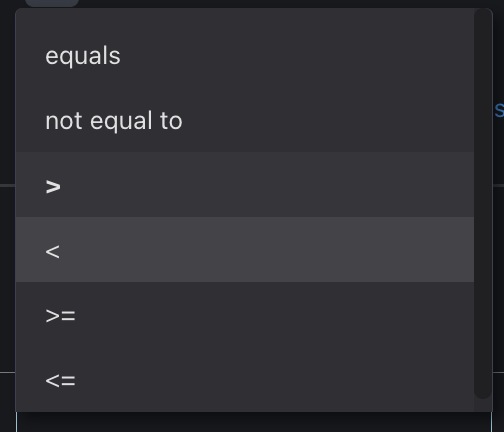 equals
not equal to
>
<
>=
<=
s